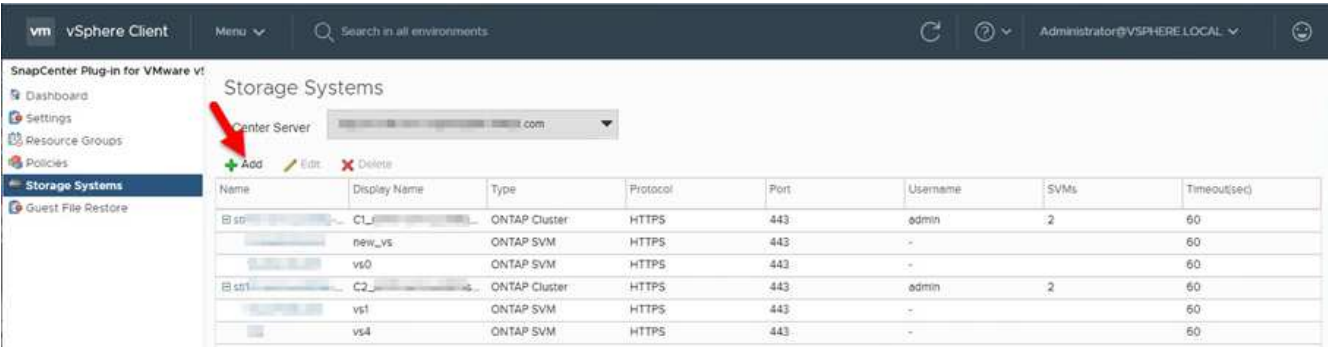 vm vSphere Client Menu Search in all environments Administrator@VSPHERE.LOCAL
SnapCenter Plug-in for VMware
Dashboard
Settings
Resource Groups
Policies
Storage Systems
Guest File Restore
Storage Systems
Center Server com
Add Edit Delete
Name Display Name Type Protocol Port Username SVMs Timeout(sec)
C1_ ONTAP Cluster HTTPS 443 admin 2 60
new_vs ONTAP SVM HTTPS 443 - 60
vs0 ONTAP SVM HTTPS 443 - 60
C2_ ONTAP Cluster HTTPS 443 admin 2 60
vs1 ONTAP SVM HTTPS 443 - 60
vs4 ONTAP SVM HTTPS 443 - 60